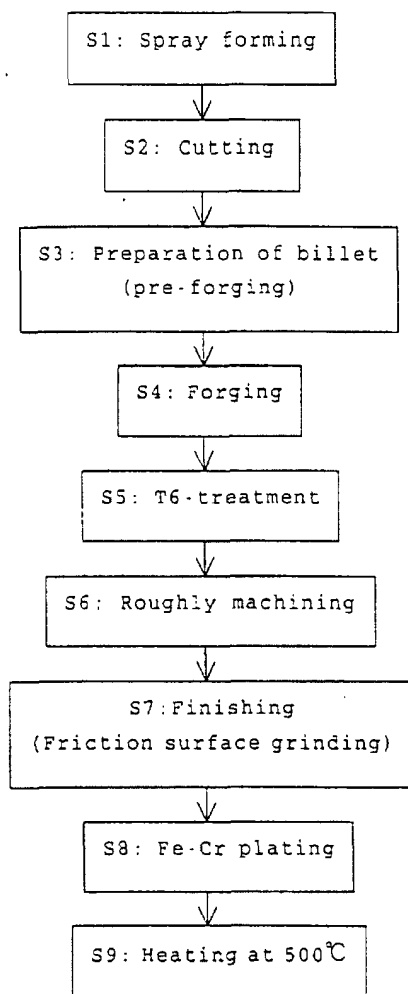 S1: Spray forming
S2: Cutting
S3: Preparation of billet
(pre-forging)
S4: Forging
S5: T6-treatment
S6: Roughly machining
S7:Finishing
(Friction surface grinding)
S8: Fe-Cr plating
S9: Heating at 500℃